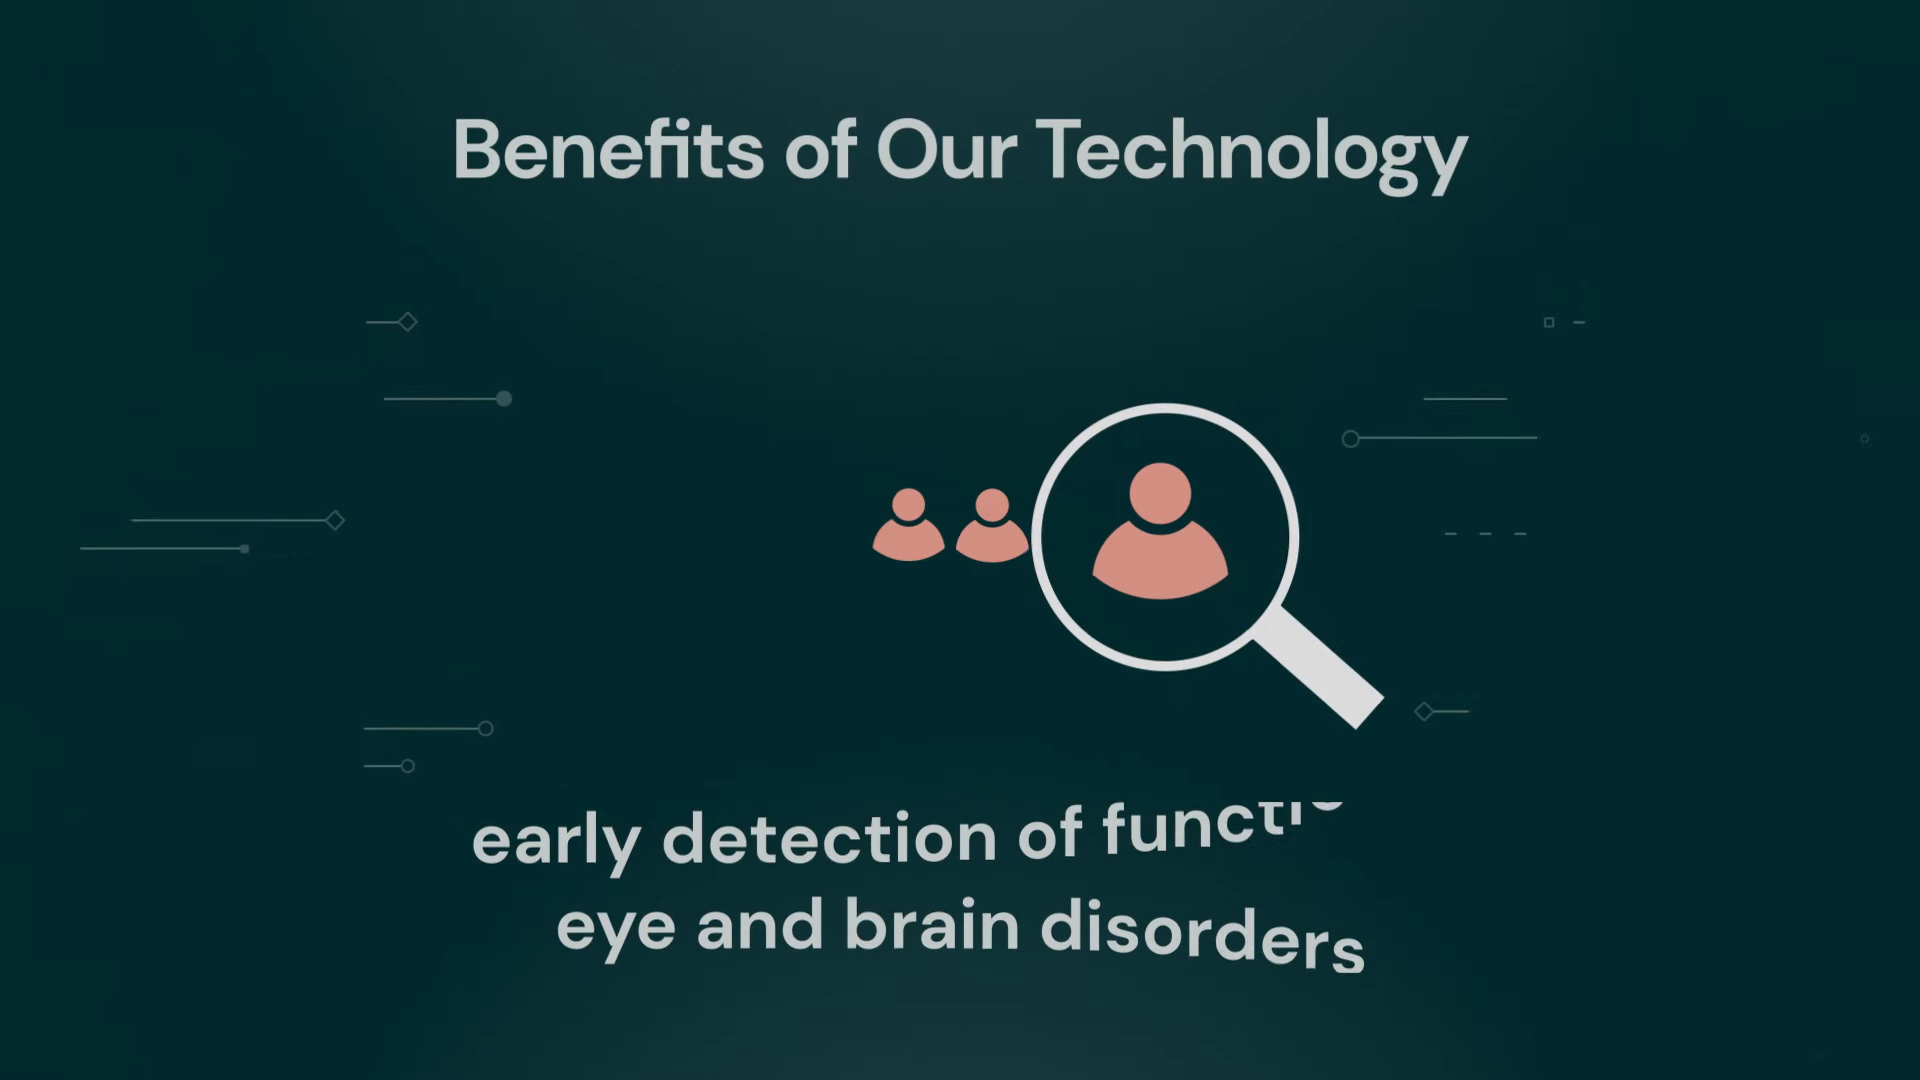 Benefits of Our Technology
early detection of
eye and brain disorders